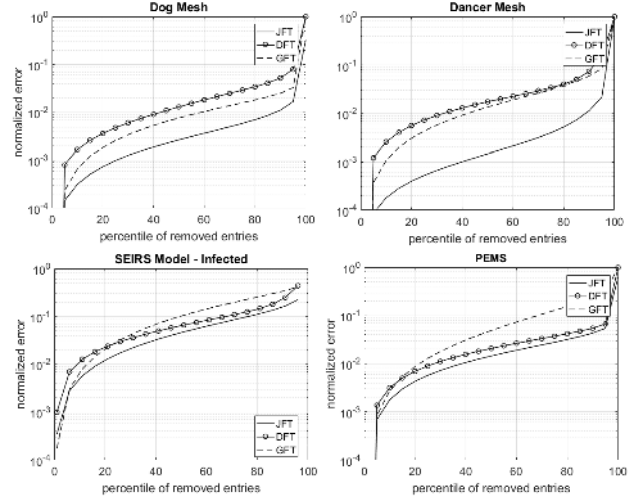 Dog Mesh
JFT
DFT
GFT
normalized error
10^0
10^-1
10^-2
10^-3
10^-4
0 20 40 60 80 100
percentile of removed entries
Dancer Mesh
JFT
DFT
GFT
normalized error
10^0
10^-1
10^-2
10^-3
10^-4
0 20 40 60 80 100
percentile of removed entries
SEIRS Model - Infected
JFT
DFT
GFT
normalized error
10^0
10^-1
10^-2
10^-3
10^-4
0 20 40 60 80 100
percentile of removed entries
PEMS
JFT
DFT
GFT
normalized error
10^0
10^-1
10^-2
10^-3
10^-4
0 20 40 60 80 100
percentile of removed entries